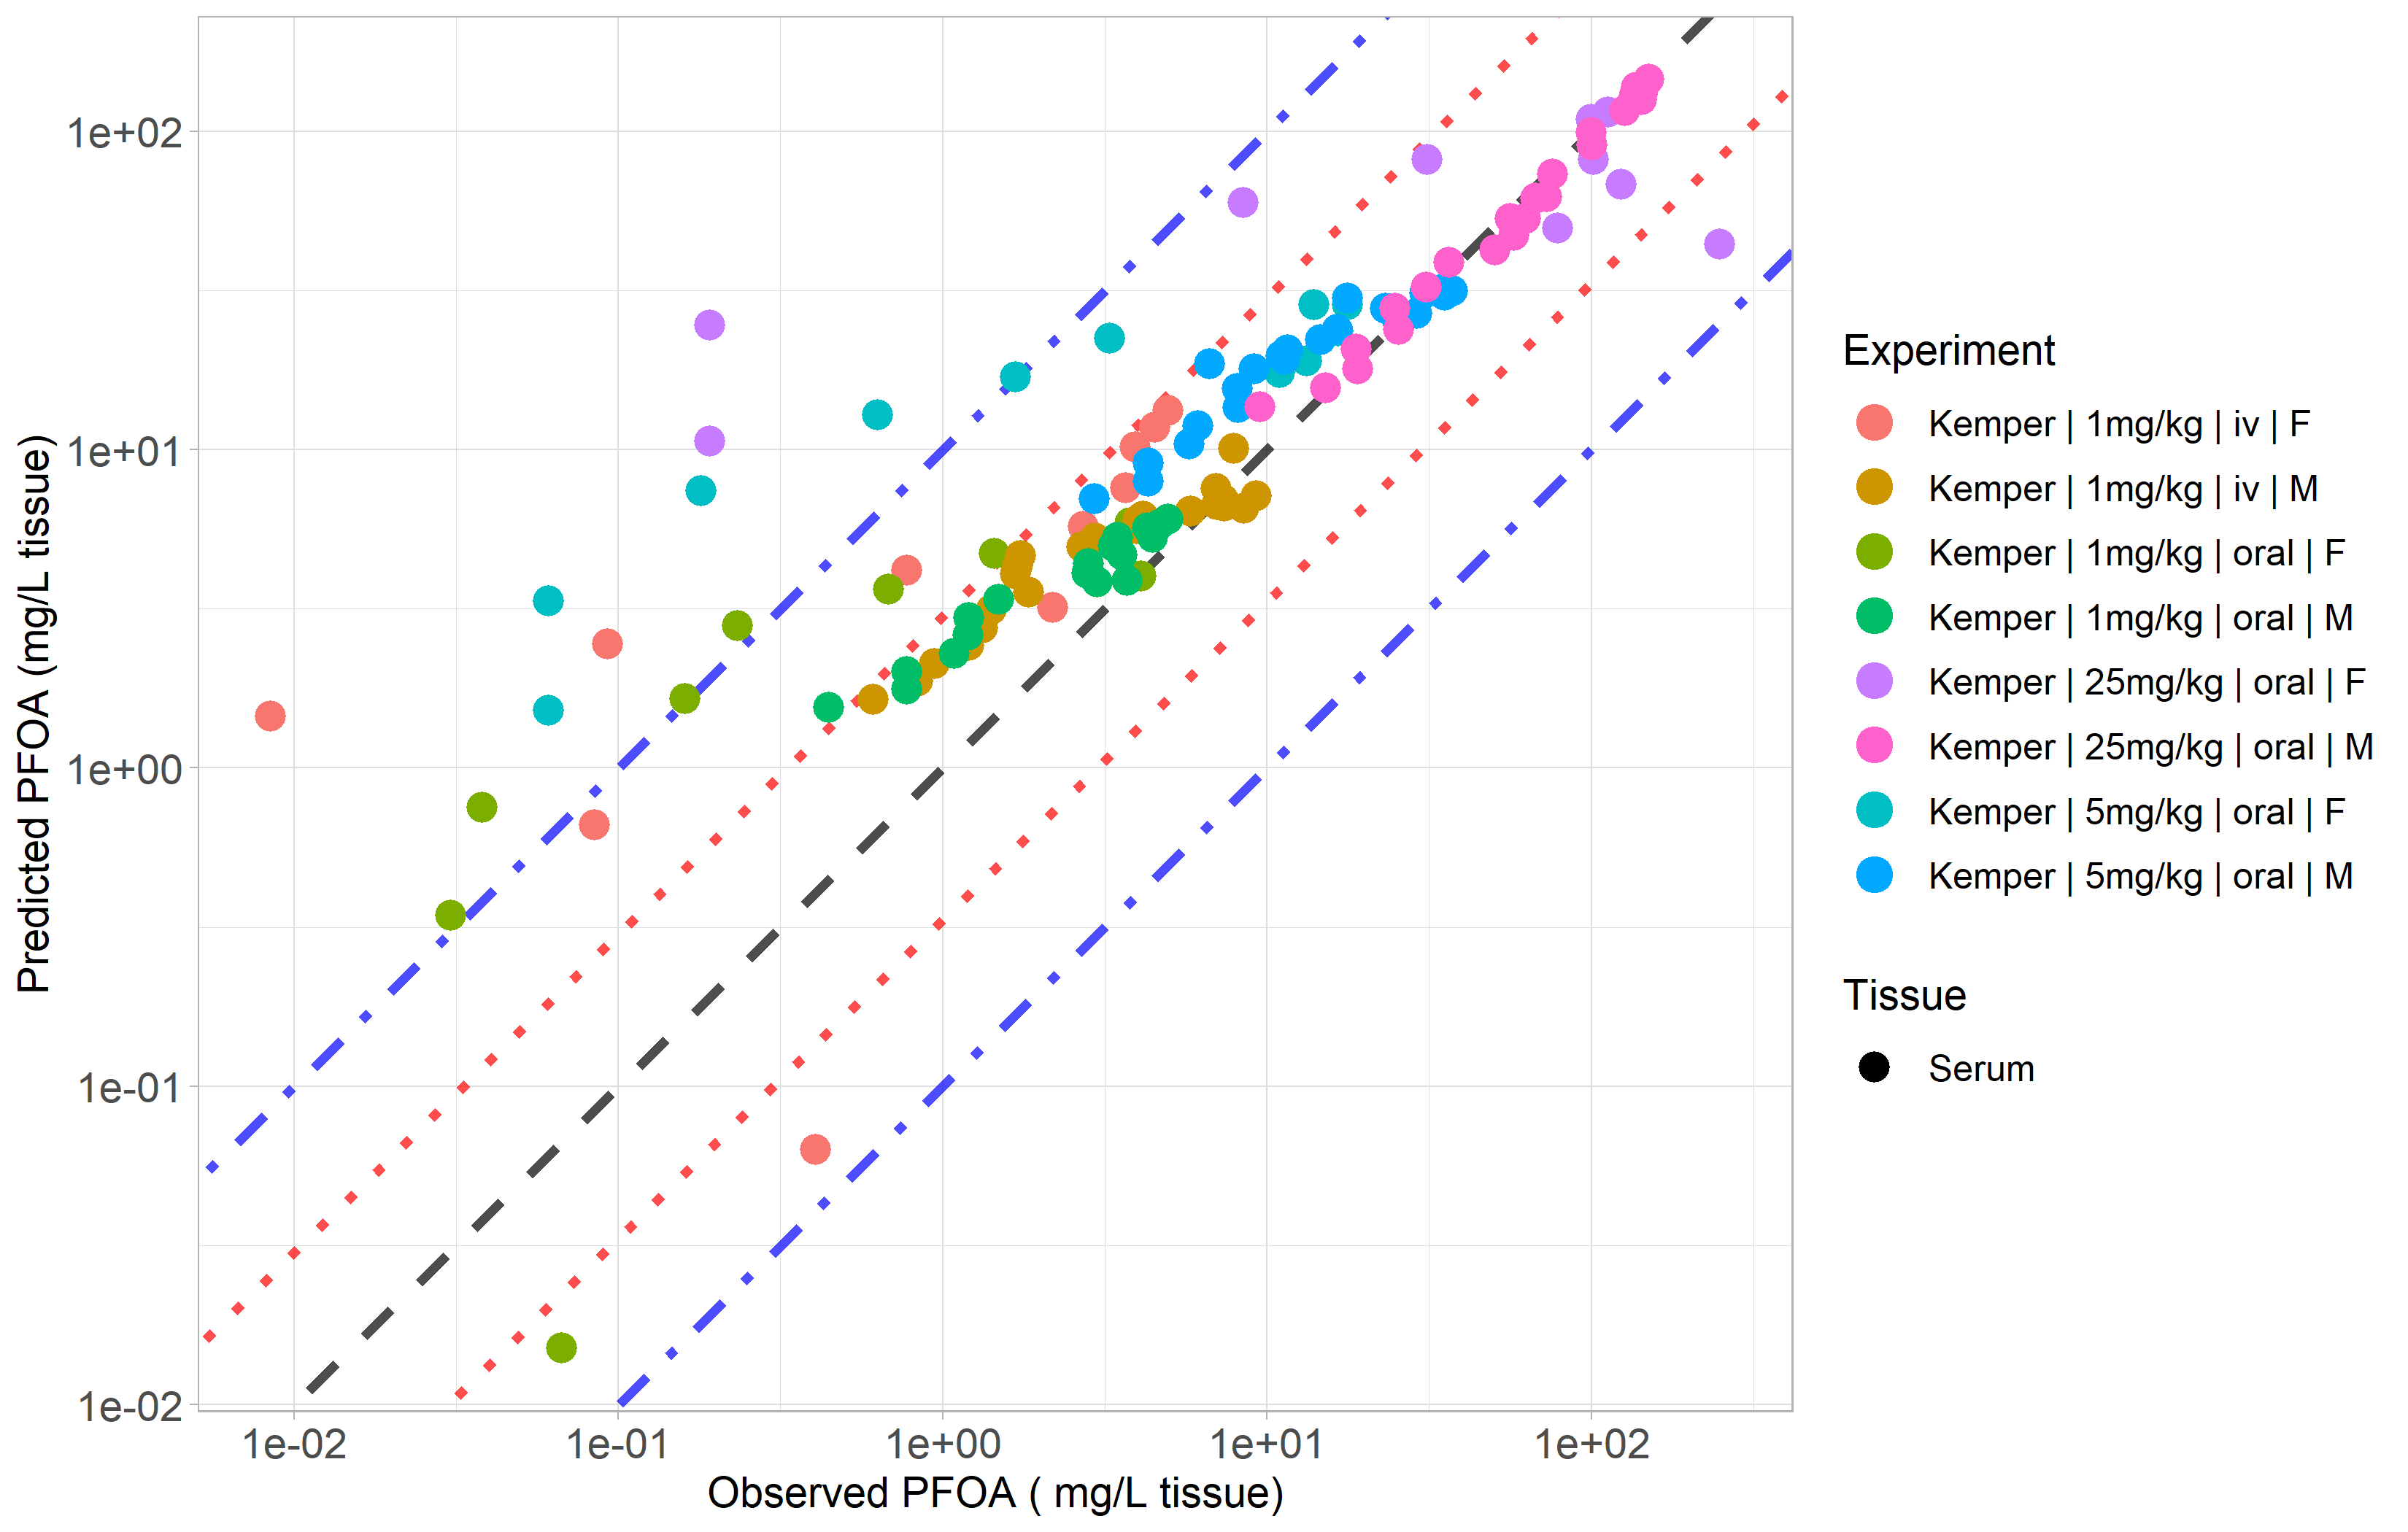 Predicted PFOA (mg/L tissue)
1e+02
1e+01
1e+00
1e-01
1e-02
1e-02 1e-01 1e+00 1e+01 1e+02
Observed PFOA ( mg/L tissue)
Experiment
Kemper | 1mg/kg | iv | F
Kemper | 1mg/kg | iv | M
Kemper | 1mg/kg | oral | F
Kemper | 1mg/kg | oral | M
Kemper | 25mg/kg | oral | F
Kemper | 25mg/kg | oral | M
Kemper | 5mg/kg | oral | F
Kemper | 5mg/kg | oral | M
Tissue
Serum